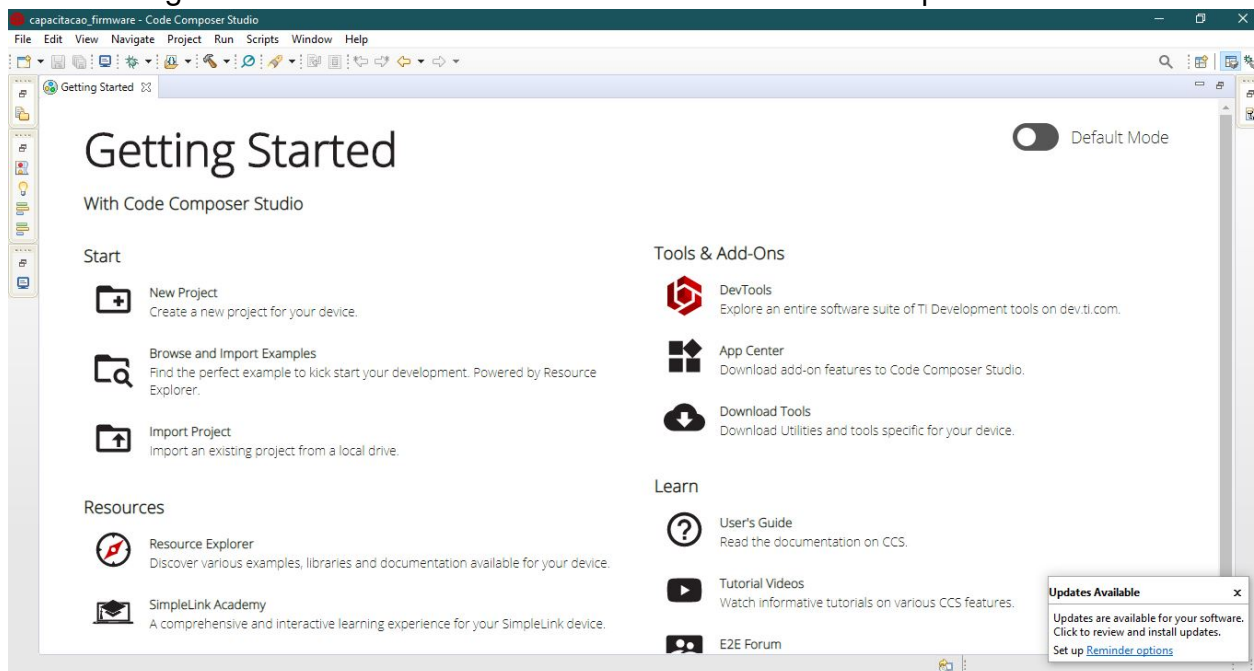 capacitacao_firmware - Code Composer Studio
File Edit View Navigate Project Run Scripts Window Help
Getting Started
Getting Started
Default Mode
With Code Composer Studio
Start
New Project
Create a new project for your device.
Browse and Import Examples
Find the perfect example to kick start your development. Powered by Resource
Explorer.
Import Project
Import an existing project from a local drive.
Resources
Resource Explorer
Discover various examples, libraries and documentation available for your device.
SimpleLink Academy
A comprehensive and interactive learning experience for your SimpleLink device.
Tools & Add-Ons
DevTools
Explore an entire software suite of TI Development tools on dev.ti.com.
App Center
Download add-on features to Code Composer Studio.
Download Tools
Download Utilities and tools specific for your device.
Learn
User's Guide
Read the documentation on CCS.
Tutorial Videos
Watch informative tutorials on various CCS features.
E2E Forum
Updates Available x
Updates are available for your software.
Click to review and install updates.
Set up Reminder options